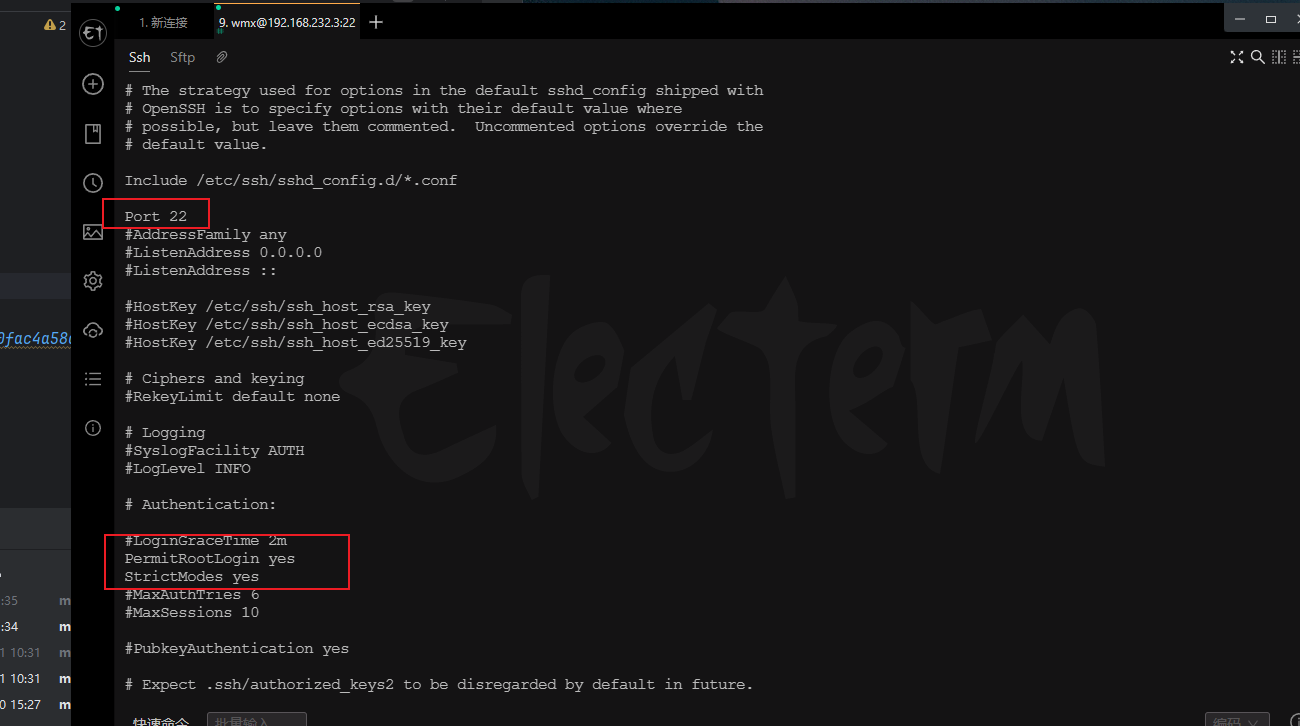 2
1. 新连接
9. wmx@192.168.232.3:22
Ssh
Sftp
# The strategy used for options in the default sshd_config shipped with
# OpenSSH is to specify options with their default value where
# possible, but leave them commented.  Uncommented options override the
# default value.
Include /etc/ssh/sshd_config.d/*.conf
Port 22
#AddressFamily any
#ListenAddress 0.0.0.0
#ListenAddress ::
#HostKey /etc/ssh/ssh_host_rsa_key
#HostKey /etc/ssh/ssh_host_ecdsa_key
#HostKey /etc/ssh/ssh_host_ed25519_key
# Ciphers and keying
#RekeyLimit default none
# Logging
#SyslogFacility AUTH
#LogLevel INFO
# Authentication:
#LoginGraceTime 2m
PermitRootLogin yes
StrictModes yes
#MaxAuthTries 6
#MaxSessions 10
#PubkeyAuthentication yes
# Expect .ssh/authorized_keys2 to be disregarded by default in future.
快速命令
批量输入
编码
Electerm
:35 m
:34 m
1 10:31 m
1 10:31 m
0 15:27 m